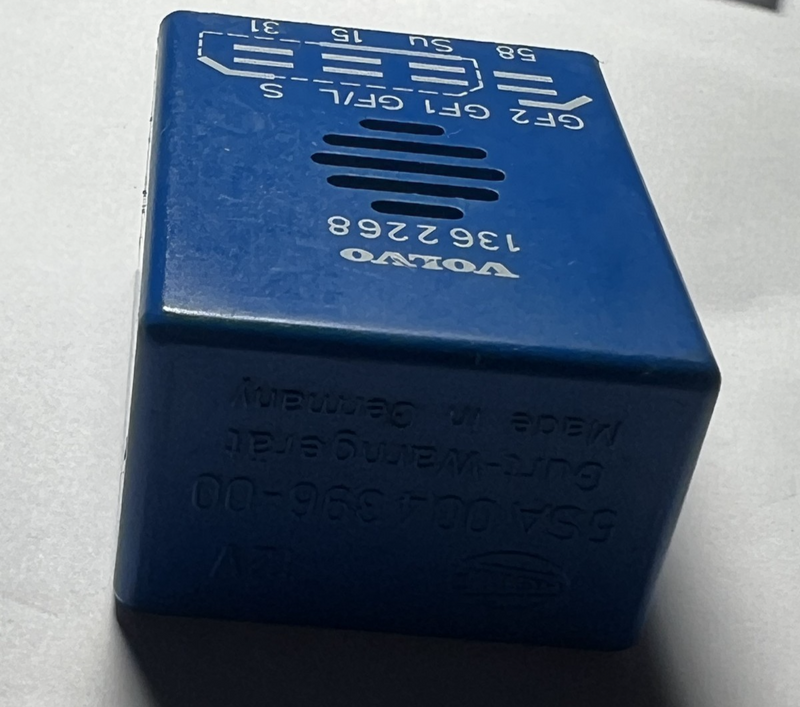 12V
5SA 004 396-00
Gurt-Warngerät
Made in Germany
VOLVO
1362268
GF2 GF1 GF/L S
58 Su 15 31